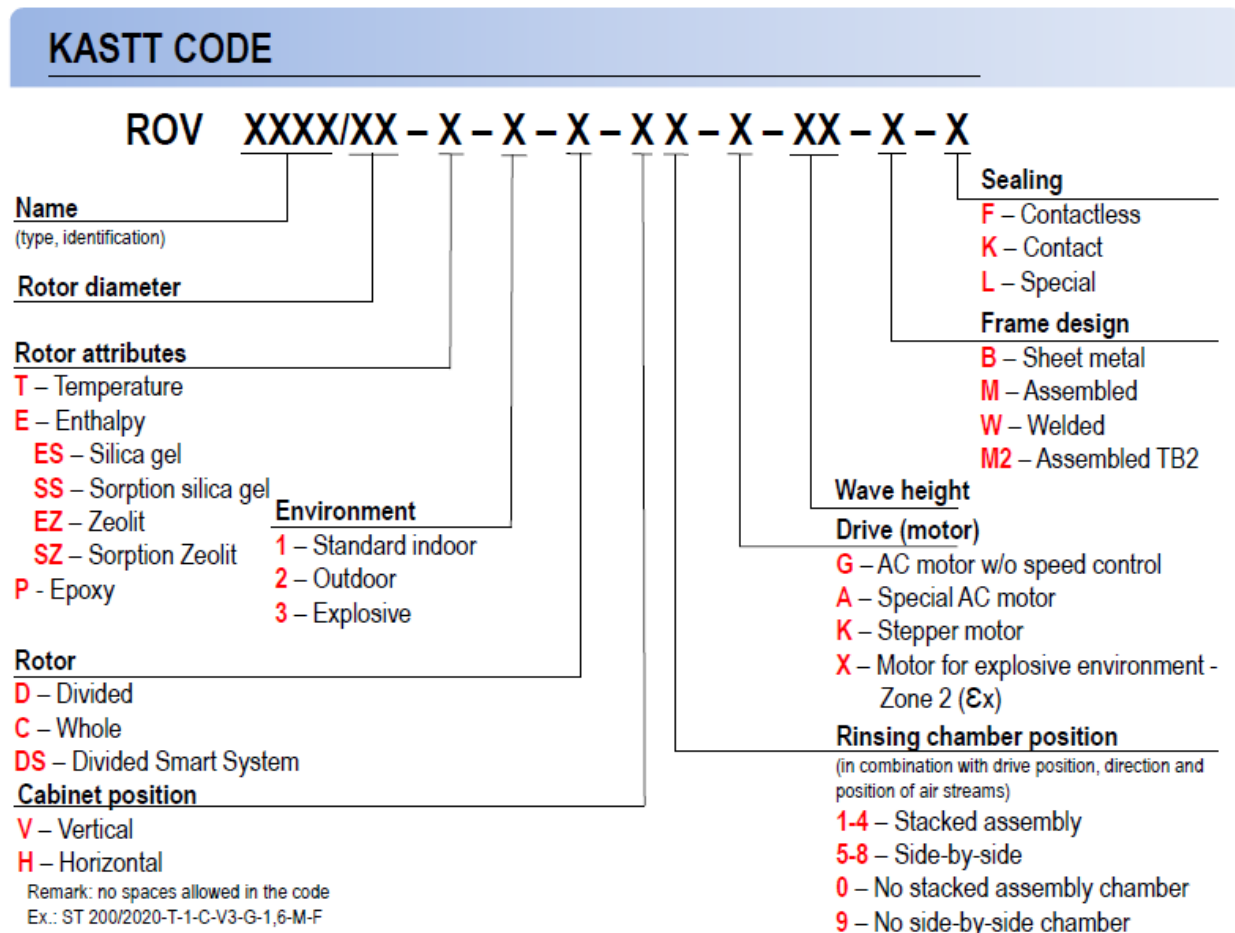 KASTT CODE
ROV XXXX/XX – X – X – X – X X – X – XX – X – X
Name
(type, identification)
Rotor diameter
Rotor attributes
T – Temperature
E – Enthalpy
ES – Silica gel
SS – Sorption silica gel
EZ – Zeolit
SZ – Sorption Zeolit
P - Epoxy
Environment
1 – Standard indoor
2 – Outdoor
3 – Explosive
Rotor
D – Divided
C – Whole
DS – Divided Smart System
Cabinet position
V – Vertical
H – Horizontal
Remark: no spaces allowed in the code
Ex.: ST 200/2020-T-1-C-V3-G-1,6-M-F
Sealing
F – Contactless
K – Contact
L – Special
Frame design
B – Sheet metal
M – Assembled
W – Welded
M2 – Assembled TB2
Wave height
Drive (motor)
G – AC motor w/o speed control
A – Special AC motor
K – Stepper motor
X – Motor for explosive environment -
Zone 2 (Ɛx)
Rinsing chamber position
(in combination with drive position, direction and
position of air streams)
1-4 – Stacked assembly
5-8 – Side-by-side
0 – No stacked assembly chamber
9 – No side-by-side chamber